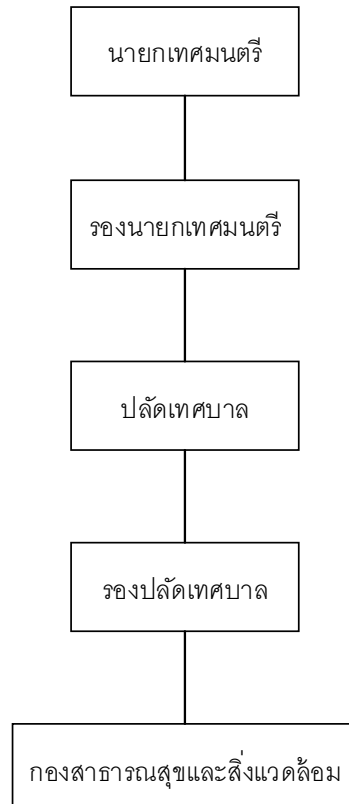 นายกเทศมนตรี
รองนายกเทศมนตรี
ปลัดเทศบาล
รองปลัดเทศบาล
กองสาธารณสุขและสิ่งแวดล้อม